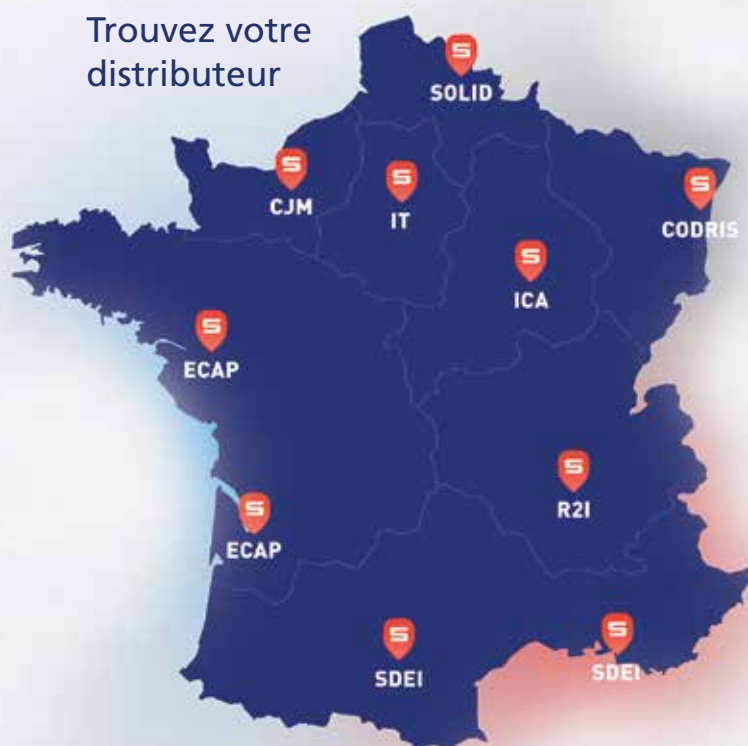 Trouvez votre
distributeur
S
SOLID
S
CJM
S
IT
S
CODRIS
S
ICA
S
ECAP
S
R2I
S
ECAP
S
SDEI
S
SDEI